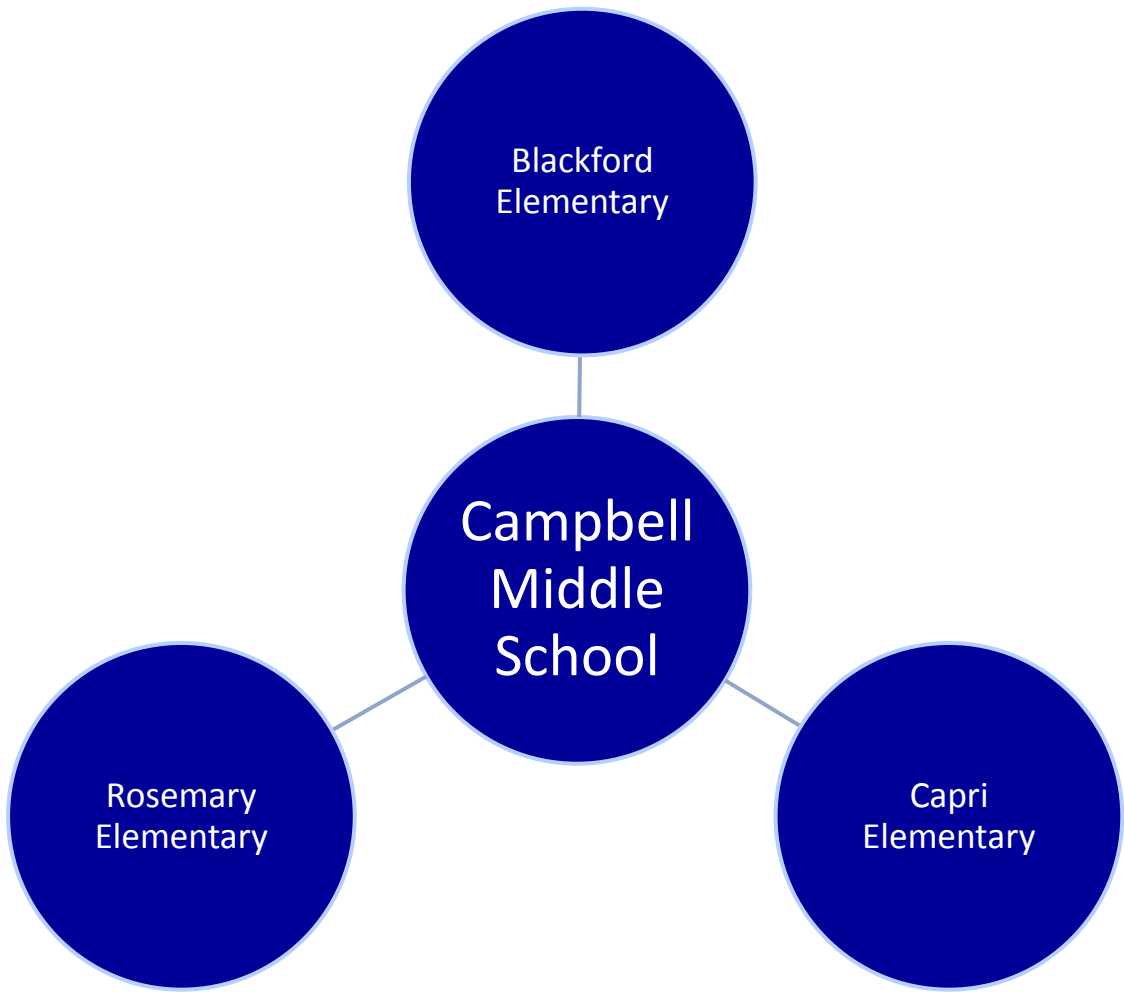 Blackford
Elementary
Campbell
Middle
School
Rosemary
Elementary
Capri
Elementary